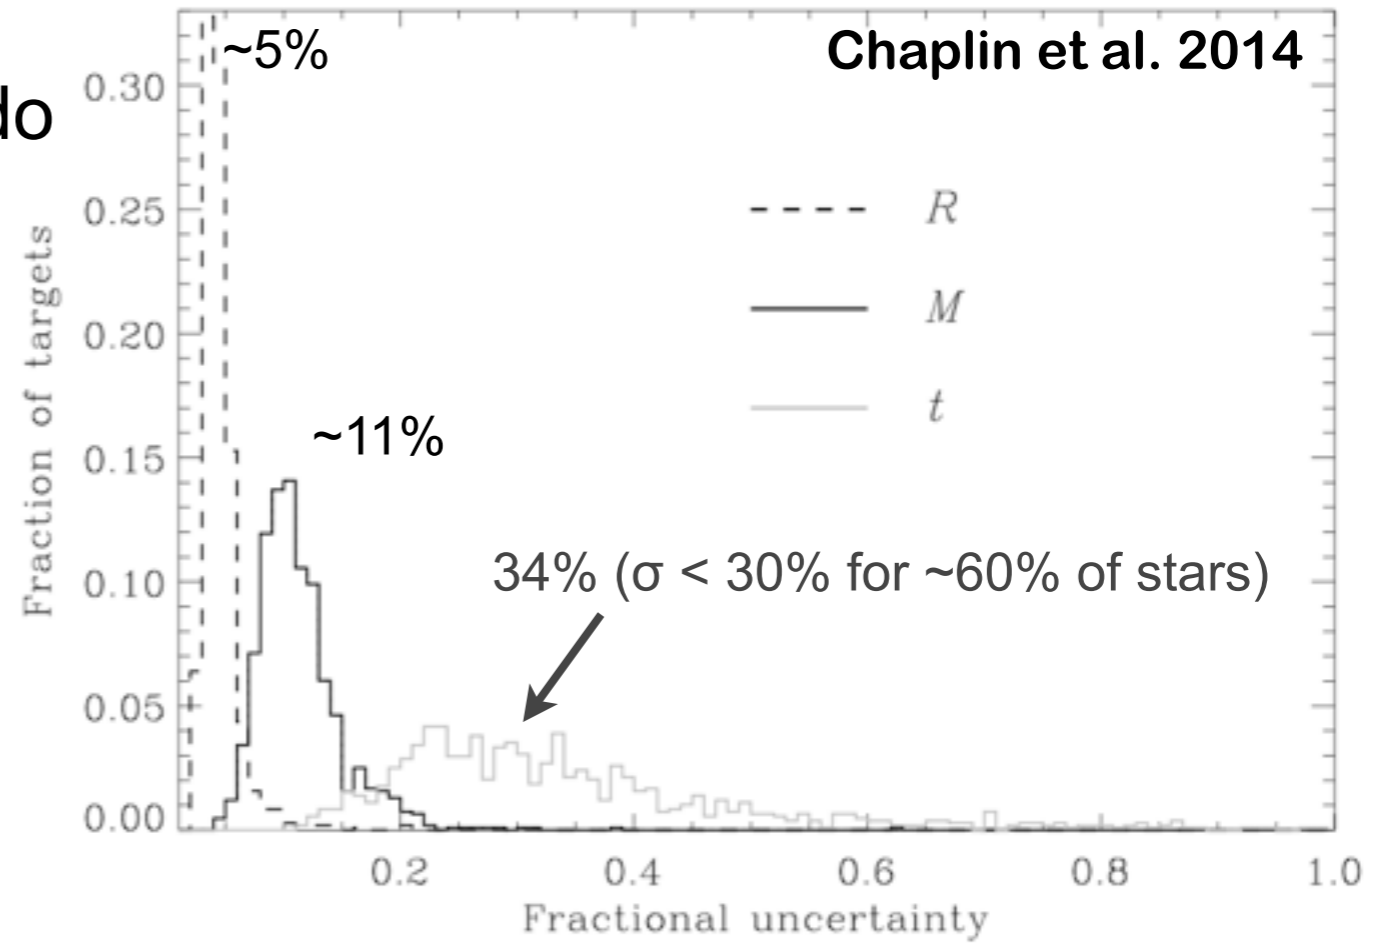 ~5%
Chaplin et al. 2014
do
0.30
0.25
0.20
0.15
0.10
0.05
0.00
Fraction of targets
R
M
t
~11%
34% (σ < 30% for ~60% of stars)
0.2 0.4 0.6 0.8 1.0
Fractional uncertainty